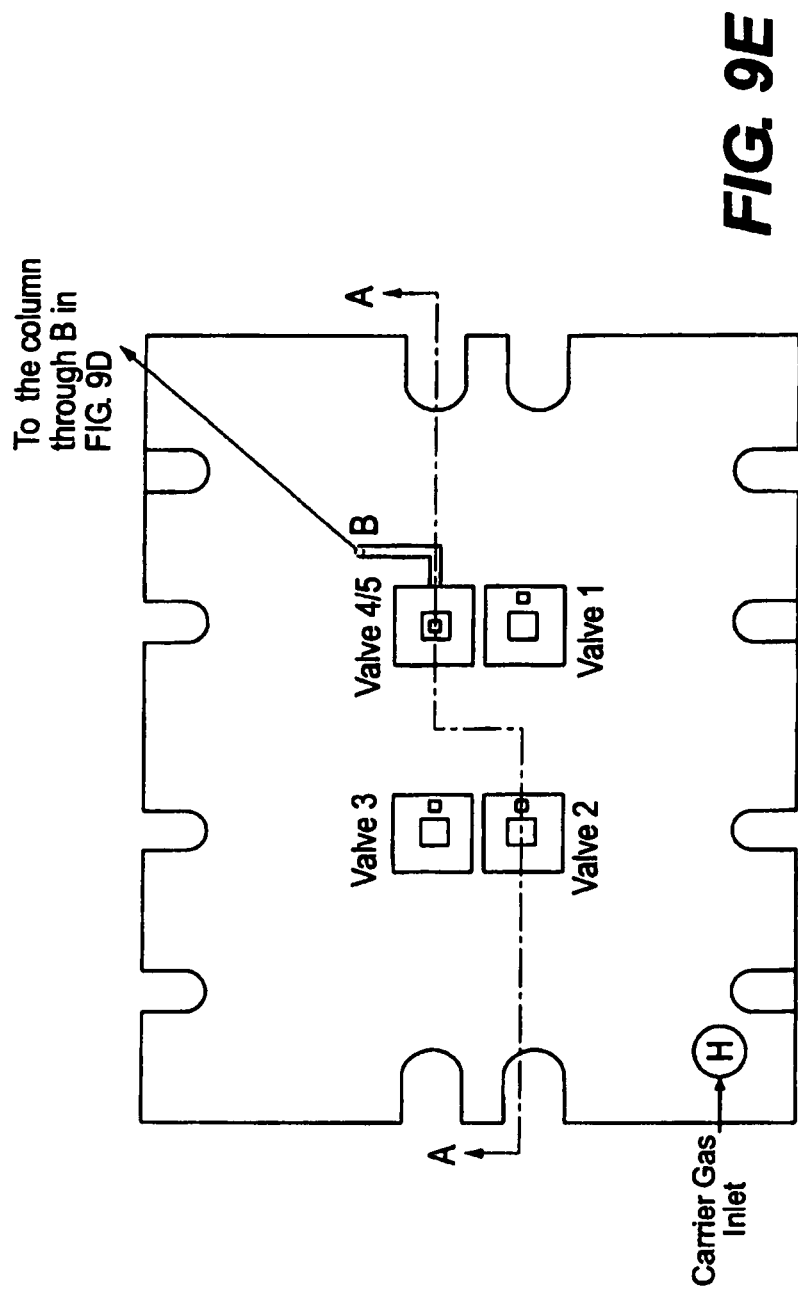 To the column
through B in
FIG. 9D
A
B
Valve 4/5
Valve 1
Valve 3
Valve 2
A
H
Carrier Gas
Inlet
FIG. 9E